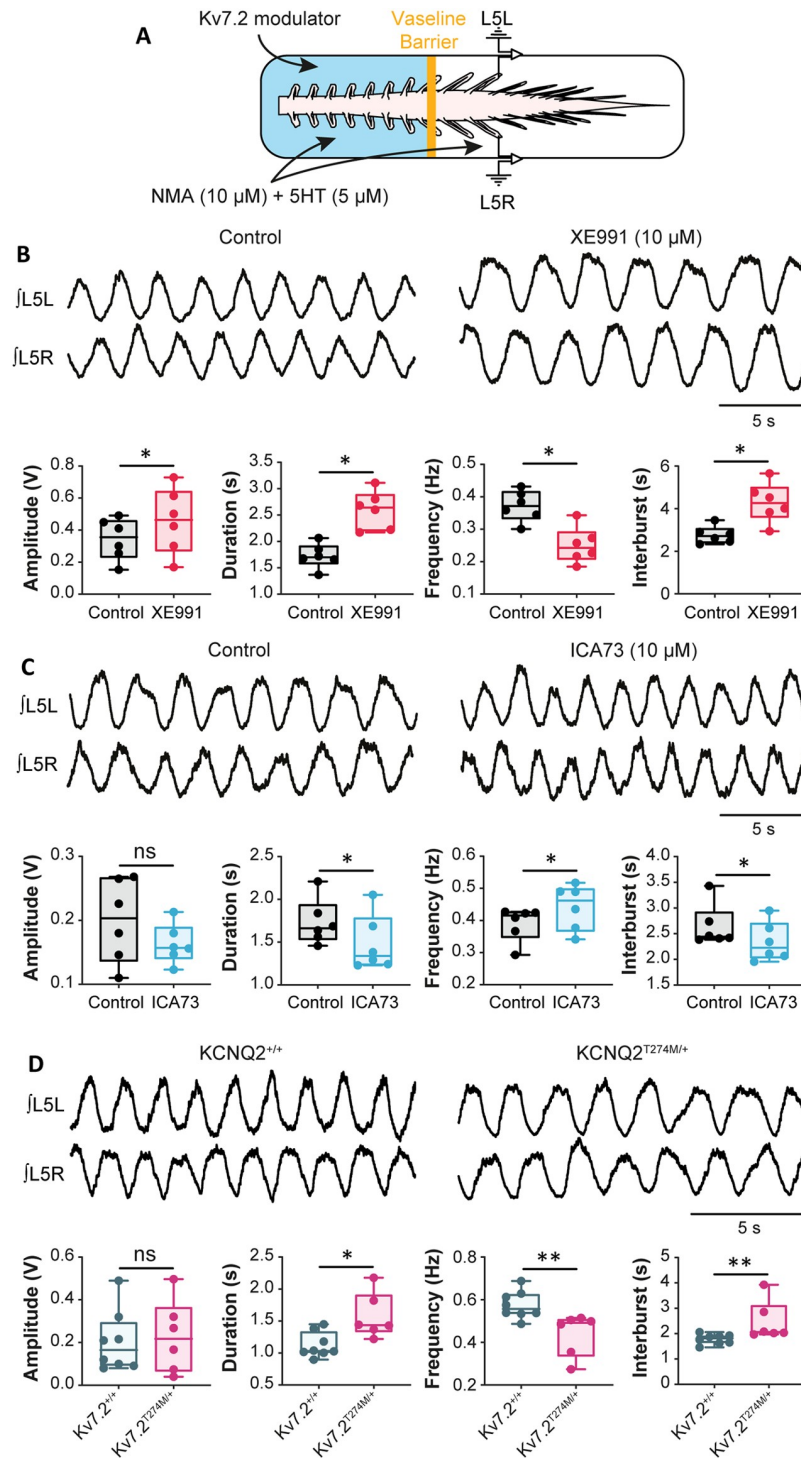 A
Kv7.2 modulator
Vaseline
Barrier
L5L
NMA (10 µM) + 5HT (5 µM)
L5R
B
Control
XE991 (10 µM)
∫L5L
∫L5R
5 s
Amplitude (V)
0.8
0.6
0.4
0.2
0.0
*
Control XE991
Duration (s)
3.5
3.0
2.5
2.0
1.5
1.0
*
Control XE991
Frequency (Hz)
0.5
0.4
0.3
0.2
0.1
*
Control XE991
Interburst (s)
6
4
2
0
*
Control XE991
C
Control
ICA73 (10 µM)
∫L5L
∫L5R
5 s
Amplitude (V)
0.3
0.2
0.1
ns
Control ICA73
Duration (s)
2.5
2.0
1.5
1.0
*
Control ICA73
Frequency (Hz)
0.6
0.5
0.4
0.3
0.2
*
Control ICA73
Interburst (s)
4.0
3.5
3.0
2.5
2.0
1.5
*
Control ICA73
D
KCNQ2+/+
KCNQ2T274M/+
∫L5L
∫L5R
5 s
Amplitude (V)
0.6
0.4
0.2
0.0
ns
Kv7.2+/+
Kv7.2T274M/+
Duration (s)
2.5
2.0
1.5
1.0
0.5
*
Kv7.2+/+
Kv7.2T274M/+
Frequency (Hz)
0.8
0.6
0.4
0.2
**
Kv7.2+/+
Kv7.2T274M/+
Interburst (s)
5
4
3
2
1
0
**
Kv7.2+/+
Kv7.2T274M/+